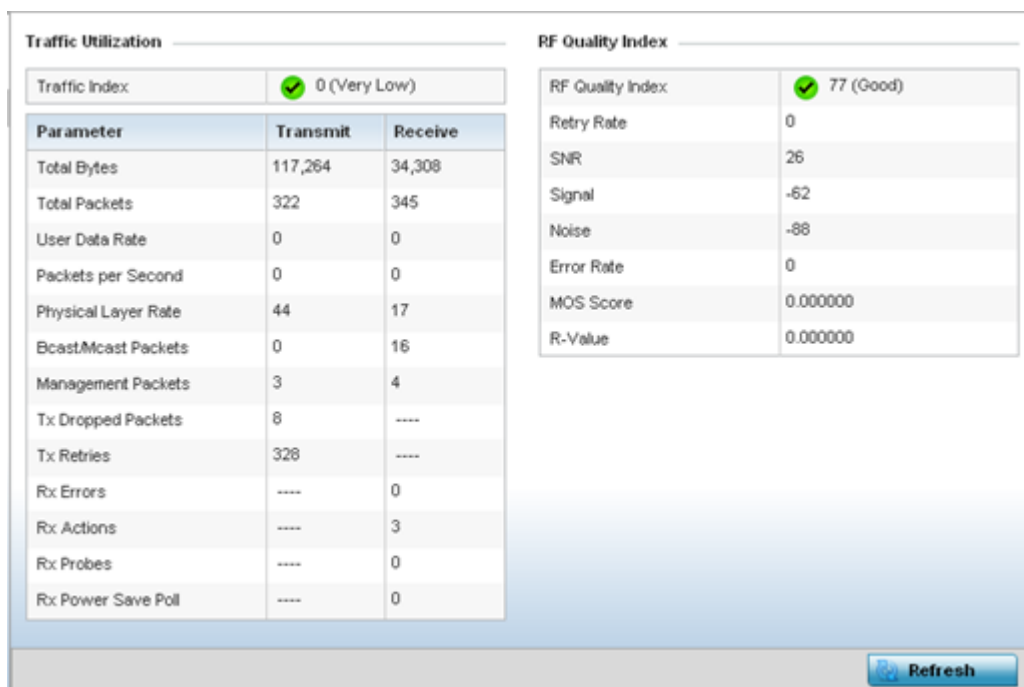 Traffic Utilization
Traffic Index 0 (Very Low)
Parameter Transmit Receive
Total Bytes 117,264 34,308
Total Packets 322 345
User Data Rate 0 0
Packets per Second 0 0
Physical Layer Rate 44 17
Bcast/Mcast Packets 0 16
Management Packets 3 4
Tx Dropped Packets 8 ----
Tx Retries 328 ----
Rx Errors ---- 0
Rx Actions ---- 3
Rx Probes ---- 0
Rx Power Save Poll ---- 0
RF Quality Index
RF Quality Index 77 (Good)
Retry Rate 0
SNR 26
Signal -62
Noise -88
Error Rate 0
MOS Score 0.000000
R-Value 0.000000
Refresh